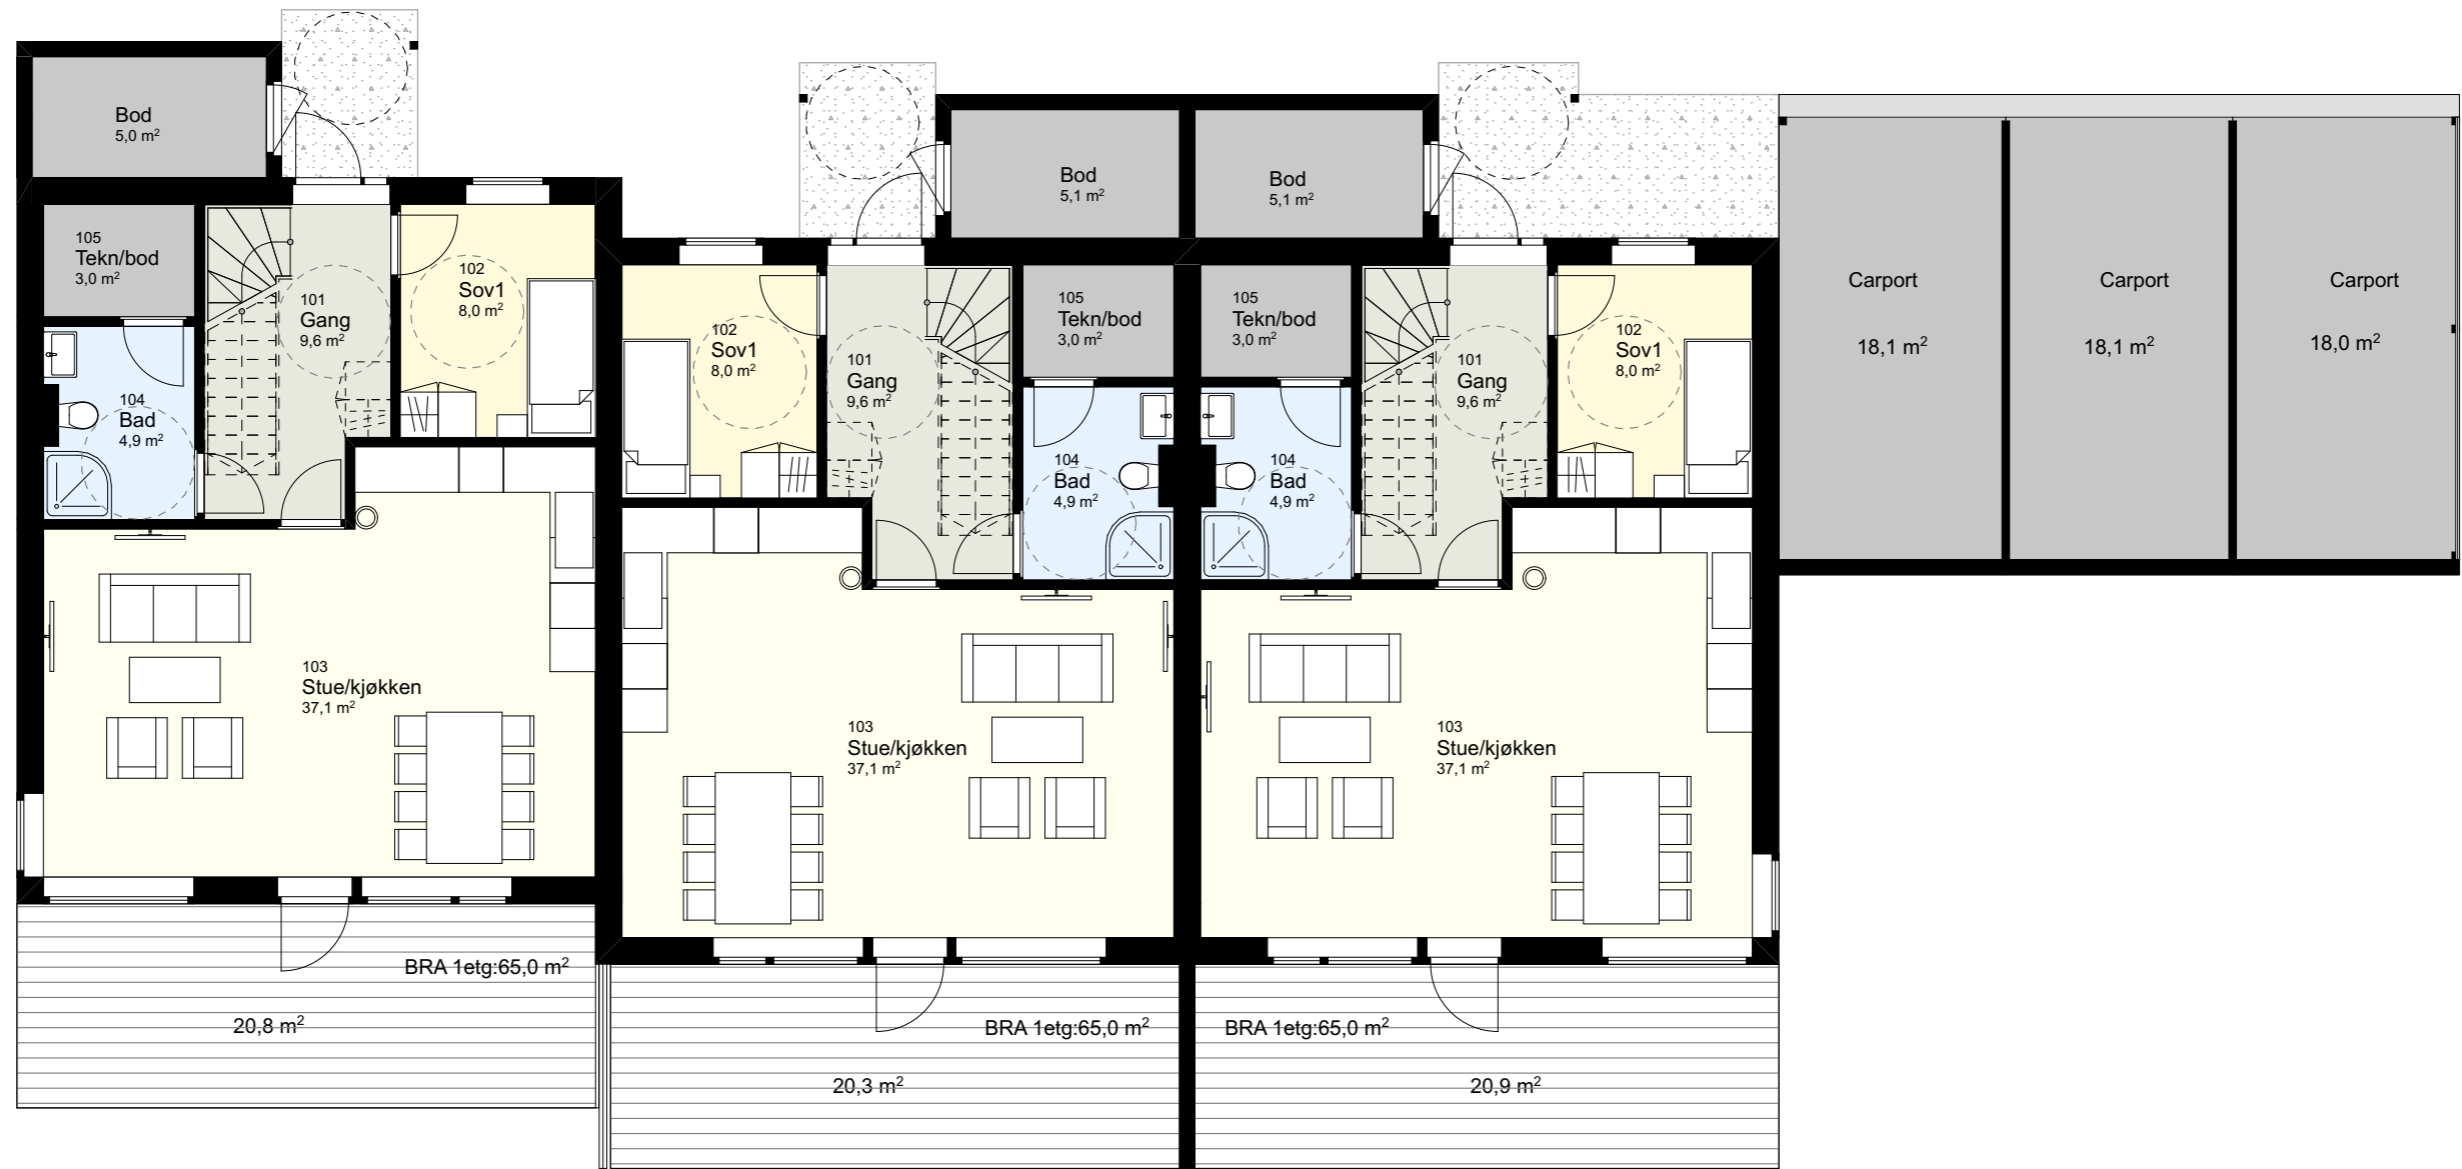 Bod
5,0 m²
105
Tekn/bod
3,0 m²
101
Gang
9,6 m²
102
Sov1
8,0 m²
104
Bad
4,9 m²
103
Stue/kjøkken
37,1 m²
BRA 1etg:65,0 m²
20,8 m²
Bod
5,1 m²
102
Sov1
8,0 m²
101
Gang
9,6 m²
105
Tekn/bod
3,0 m²
104
Bad
4,9 m²
103
Stue/kjøkken
37,1 m²
BRA 1etg:65,0 m²
20,3 m²
Bod
5,1 m²
105
Tekn/bod
3,0 m²
101
Gang
9,6 m²
102
Sov1
8,0 m²
104
Bad
4,9 m²
103
Stue/kjøkken
37,1 m²
BRA 1etg:65,0 m²
20,9 m²
Carport
18,1 m²
Carport
18,1 m²
Carport
18,0 m²